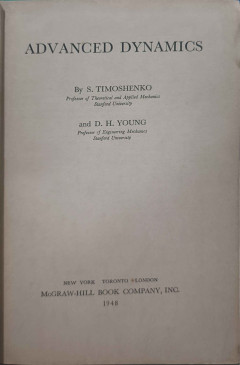 ADVANCED DYNAMICS
By S. TIMOSHENKO
Professor of Theoretical and Applied Mechanics
Stanford University
and D. H. YOUNG
Professor of Engineering Mechanics
Stanford University
NEW YORK TORONTO LONDON
McGRAW-HILL BOOK COMPANY, INC.
1948